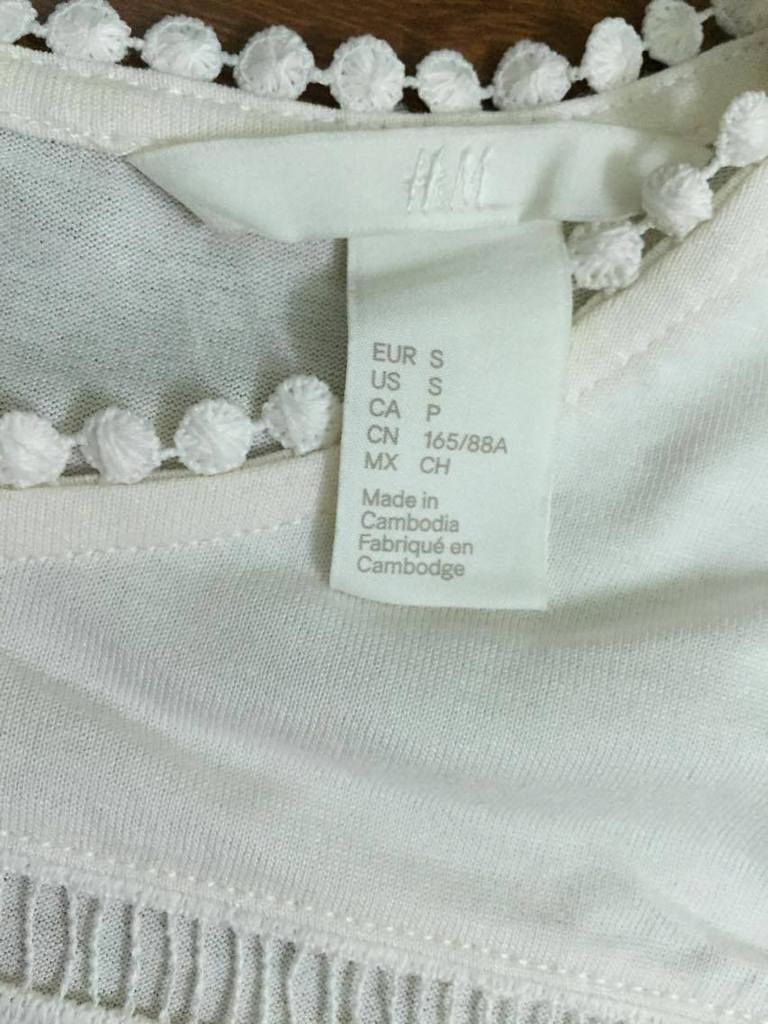 H&M
EUR S
US S
CA P
CN 165/88A
MX CH
Made in
Cambodia
Fabriqué en
Cambodge